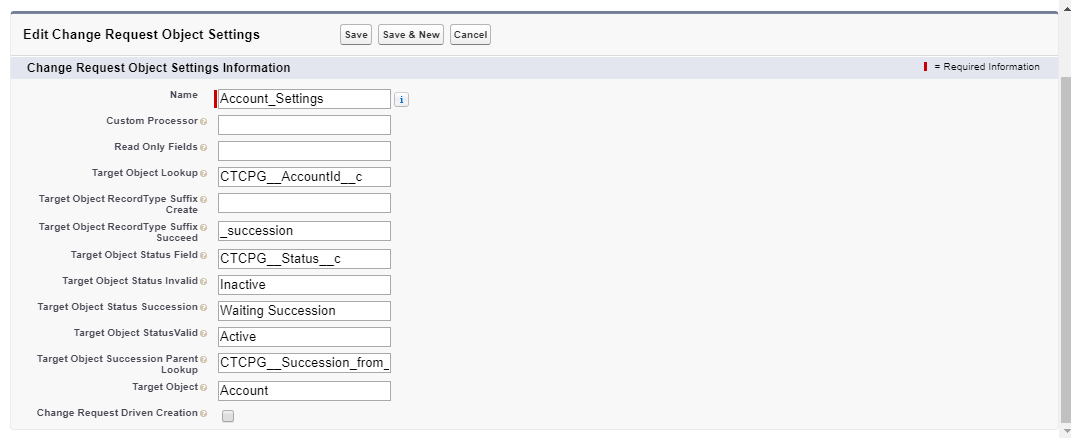 Edit Change Request Object Settings
Save
Save & New
Cancel
Change Request Object Settings Information
= Required Information
Name
Account_Settings
i
Custom Processor
Read Only Fields
Target Object Lookup
CTCPG__AccountId__c
Target Object RecordType Suffix
Create
Target Object RecordType Suffix
Succeed
_succession
Target Object Status Field
CTCPG__Status__c
Target Object Status Invalid
Inactive
Target Object Status Succession
Waiting Succession
Target Object StatusValid
Active
Target Object Succession Parent
Lookup
CTCPG__Succession_from_
Target Object
Account
Change Request Driven Creation